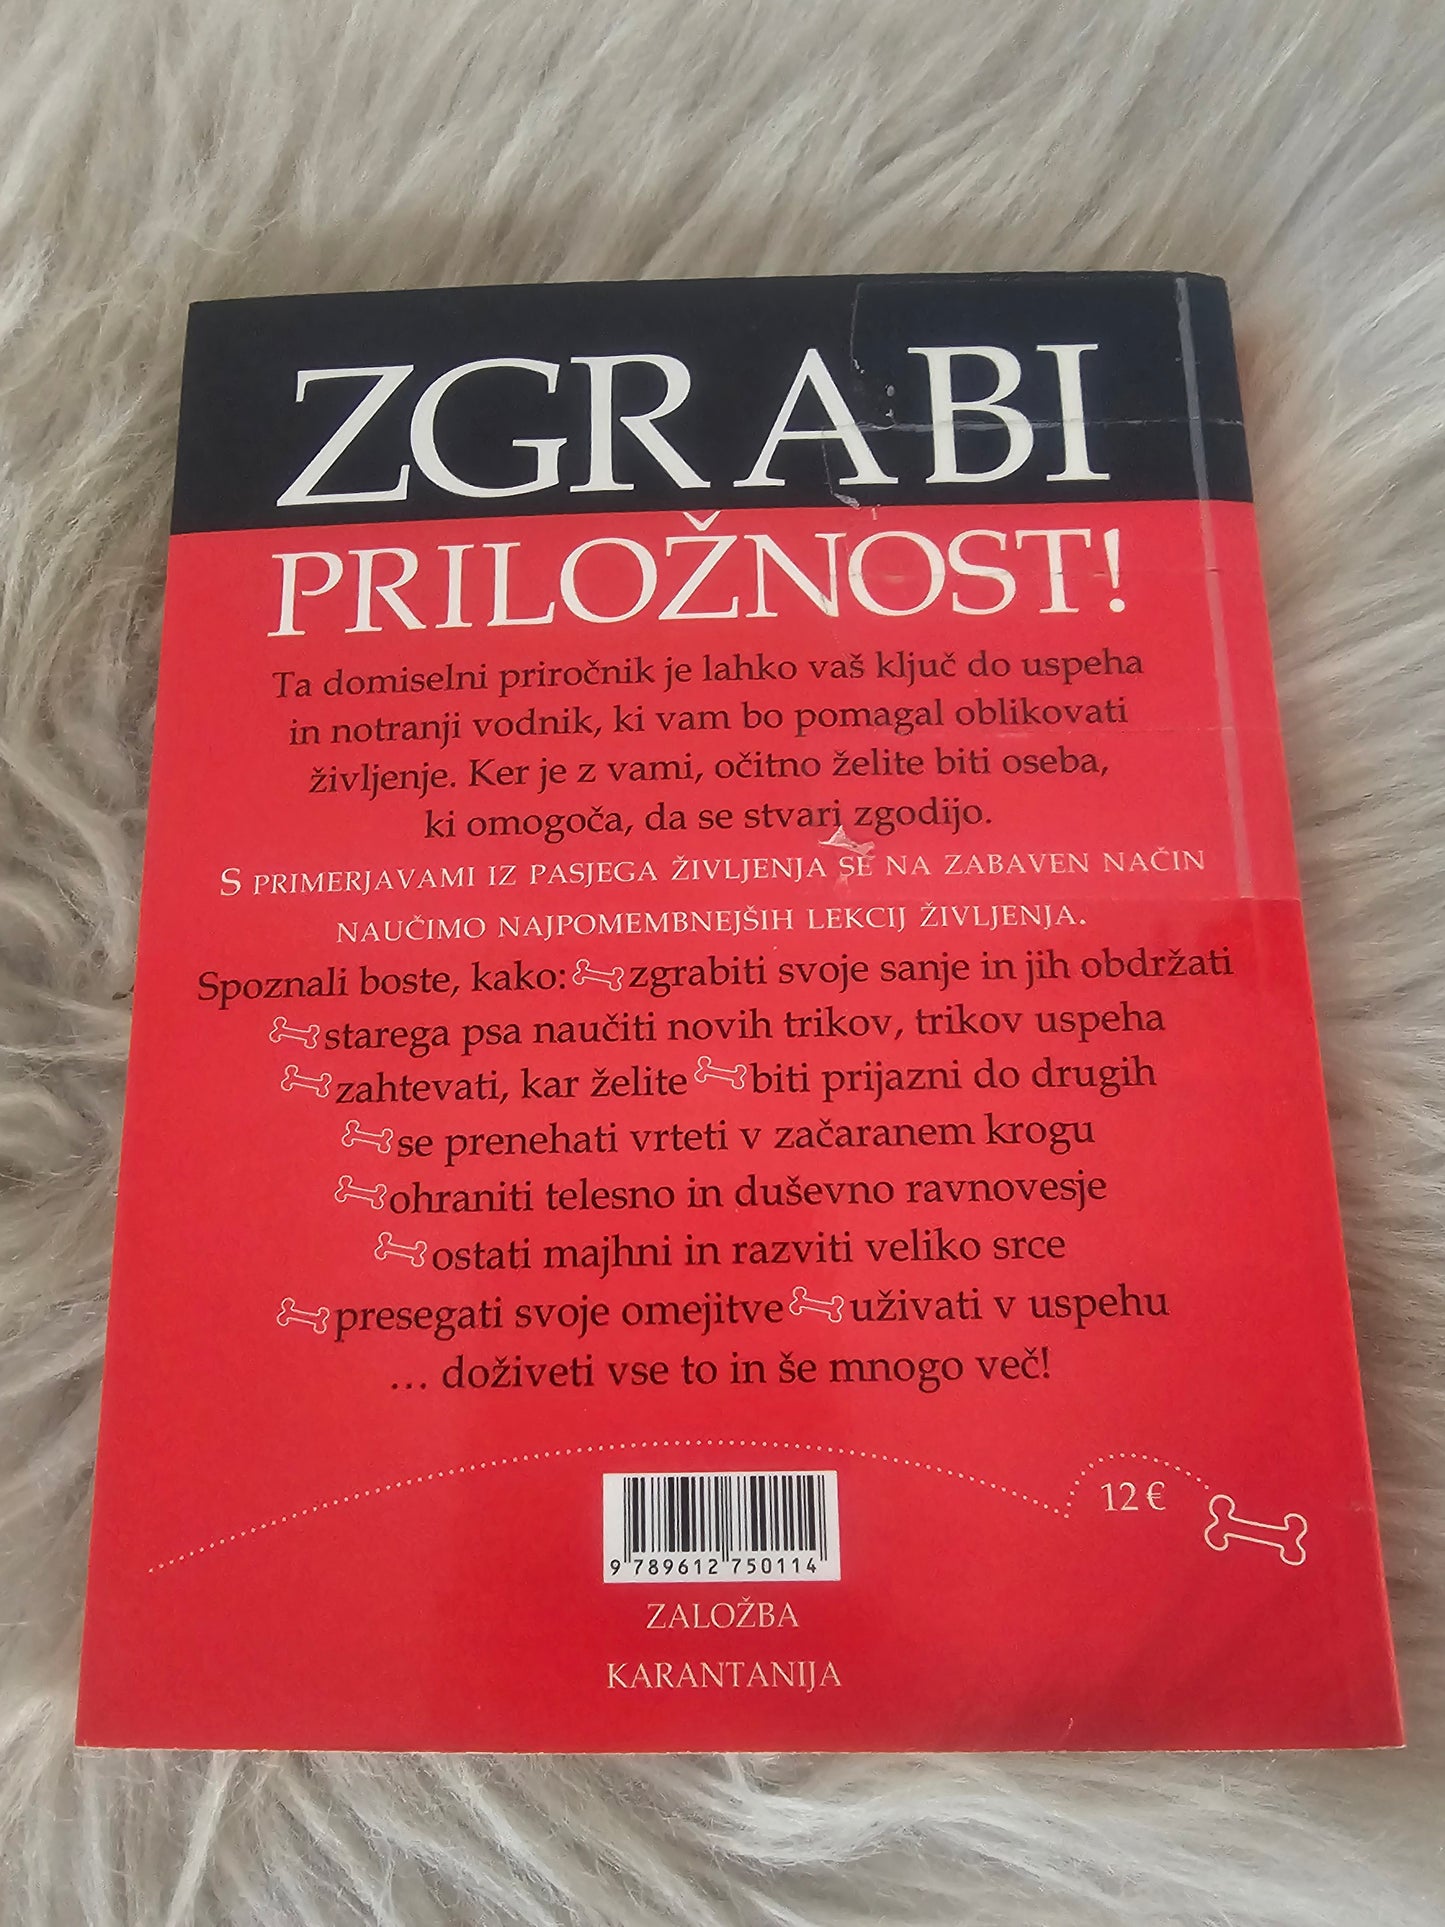 ZGRABI
PRILOŽNOST!
Ta domiselni priročnik je lahko vaš ključ do uspeha
in notranji vodnik, ki vam bo pomagal oblikovati
življenje. Ker je z vami, očitno želite biti oseba,
ki omogoča, da se stvari zgodijo.
S PRIMERJAVAMI IZ PASJEGA ŽIVLJENJA SE NA ZABAVEN NAČIN
NAUČIMO NAJPOMEMBNEJŠIH LEKCIJ ŽIVLJENJA.
Spoznali boste, kako: zgrabiti svoje sanje in jih obdržati
starega psa naučiti novih trikov, trikov uspeha
zahtevati, kar želite biti prijazni do drugih
se prenehati vrteti v začaranem krogu
ohraniti telesno in duševno ravnovesje
ostati majhni in razviti veliko srce
presegati svoje omejitve uživati v uspehu
... doživeti vse to in še mnogo več!
12 €
9 789612 750114
ZALOŽBA
KARANTANIJA